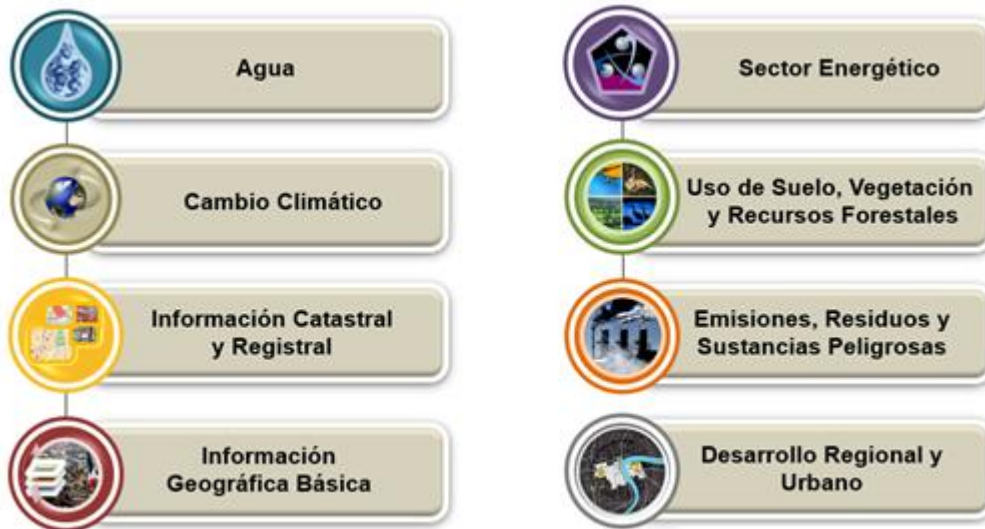 Agua
Cambio Climático
Información Catastral
y Registral
Información
Geográfica Básica
Sector Energético
Uso de Suelo, Vegetación
y Recursos Forestales
Emisiones, Residuos y
Sustancias Peligrosas
Desarrollo Regional y
Urbano